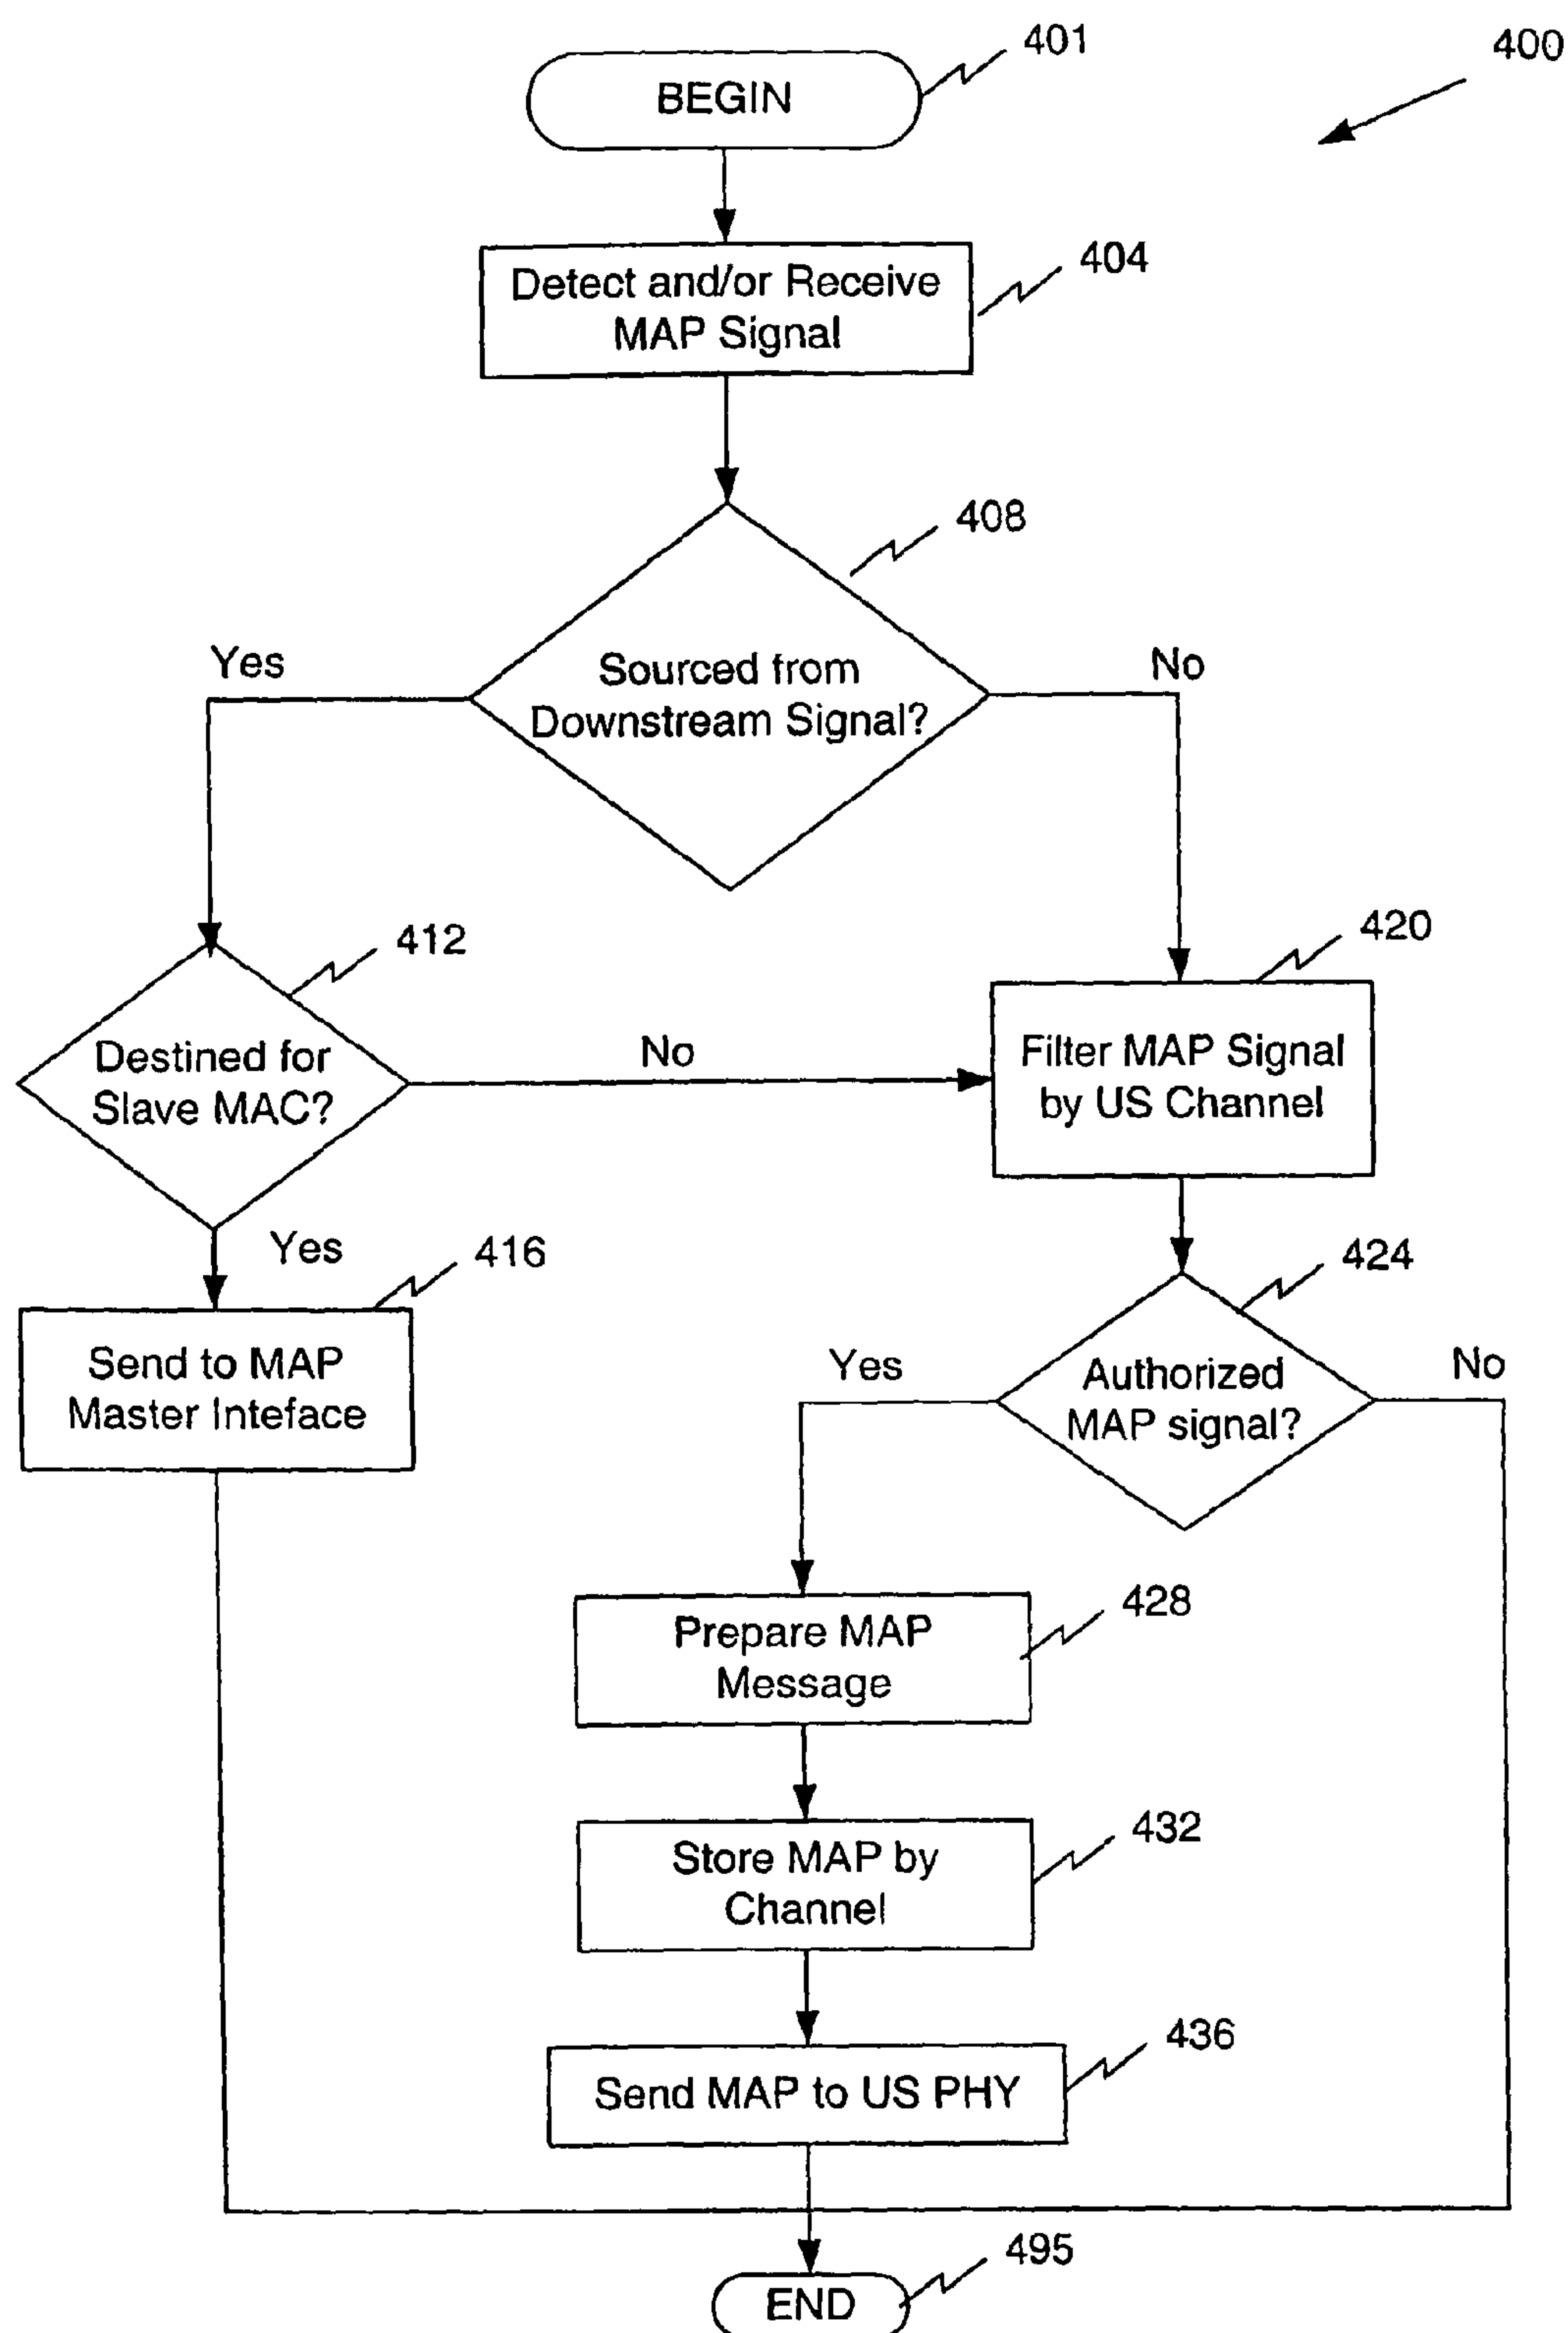 401
400
BEGIN
404
Detect and/or Receive
MAP Signal
408
Yes
Sourced from
Downstream Signal?
No
412
420
Destined for
Slave MAC?
No
Filter MAP Signal
by US Channel
Yes
416
424
Send to MAP
Master Inteface
Yes
Authorized
MAP signal?
No
428
Prepare MAP
Message
432
Store MAP by
Channel
436
Send MAP to US PHY
495
END